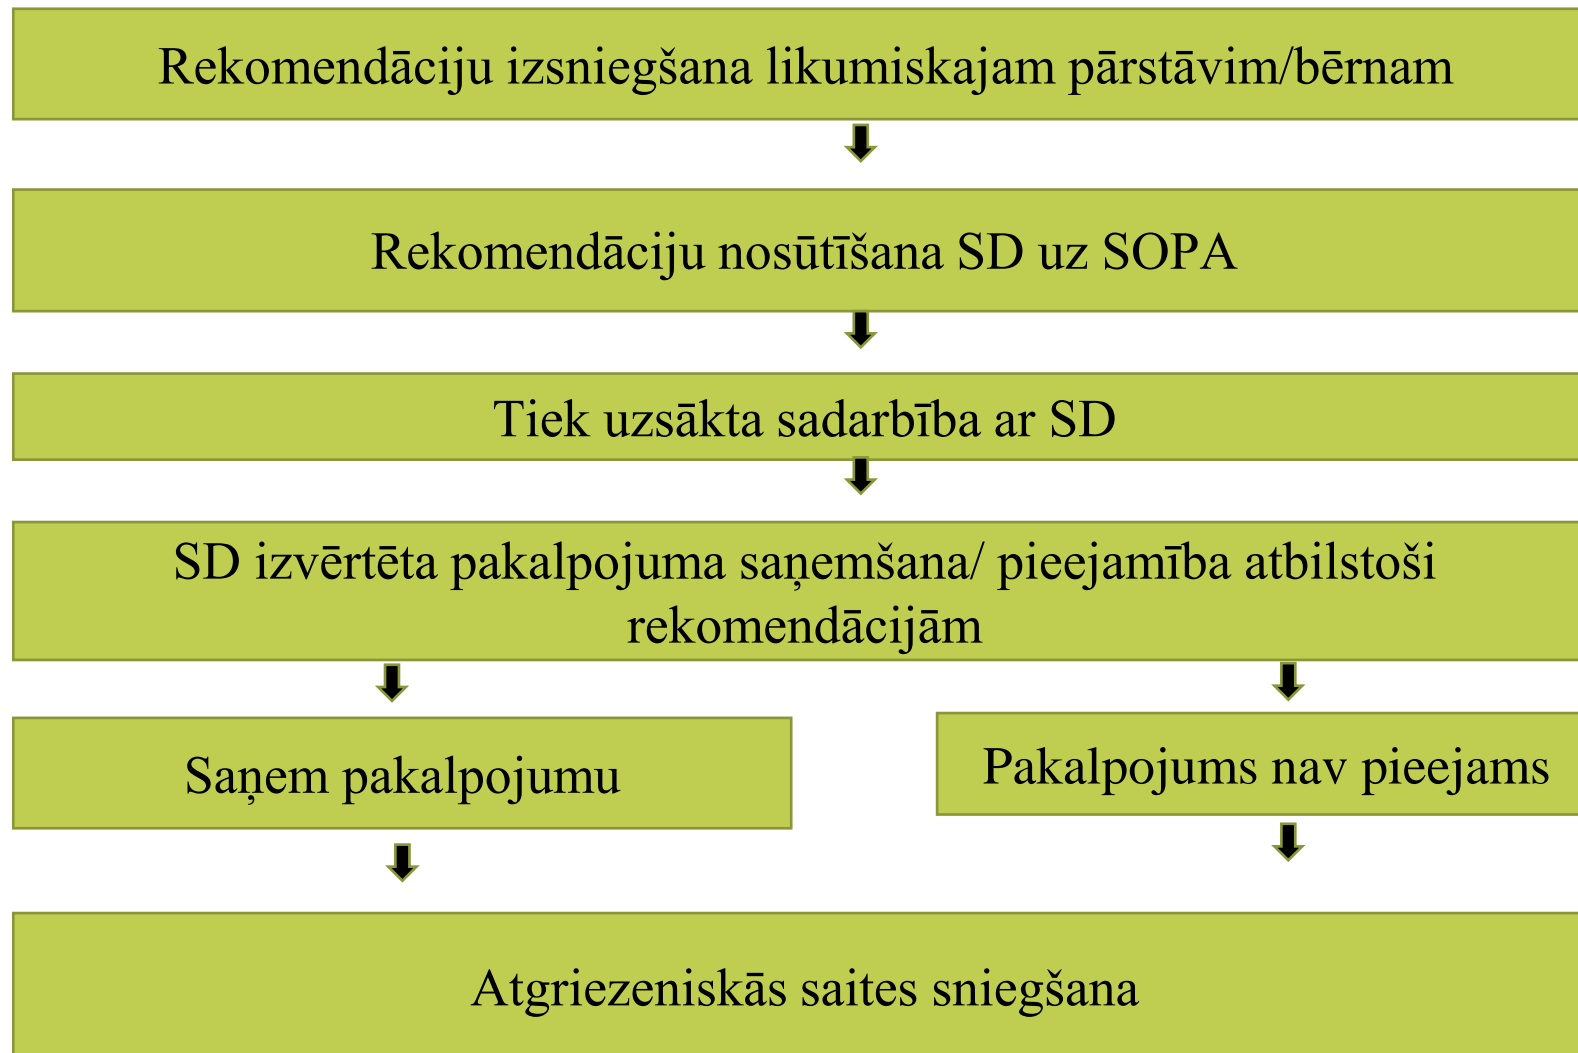 Rekomendāciju izsniegšana likumiskajam pārstāvim/bērnam
Rekomendāciju nosūtīšana SD uz SOPA
Tiek uzsākta sadarbība ar SD
SD izvērtēta pakalpojuma saņemšana/ pieejamība atbilstoši
rekomendācijām
Saņem pakalpojumu
Pakalpojums nav pieejams
Atgriezeniskās saites sniegšana